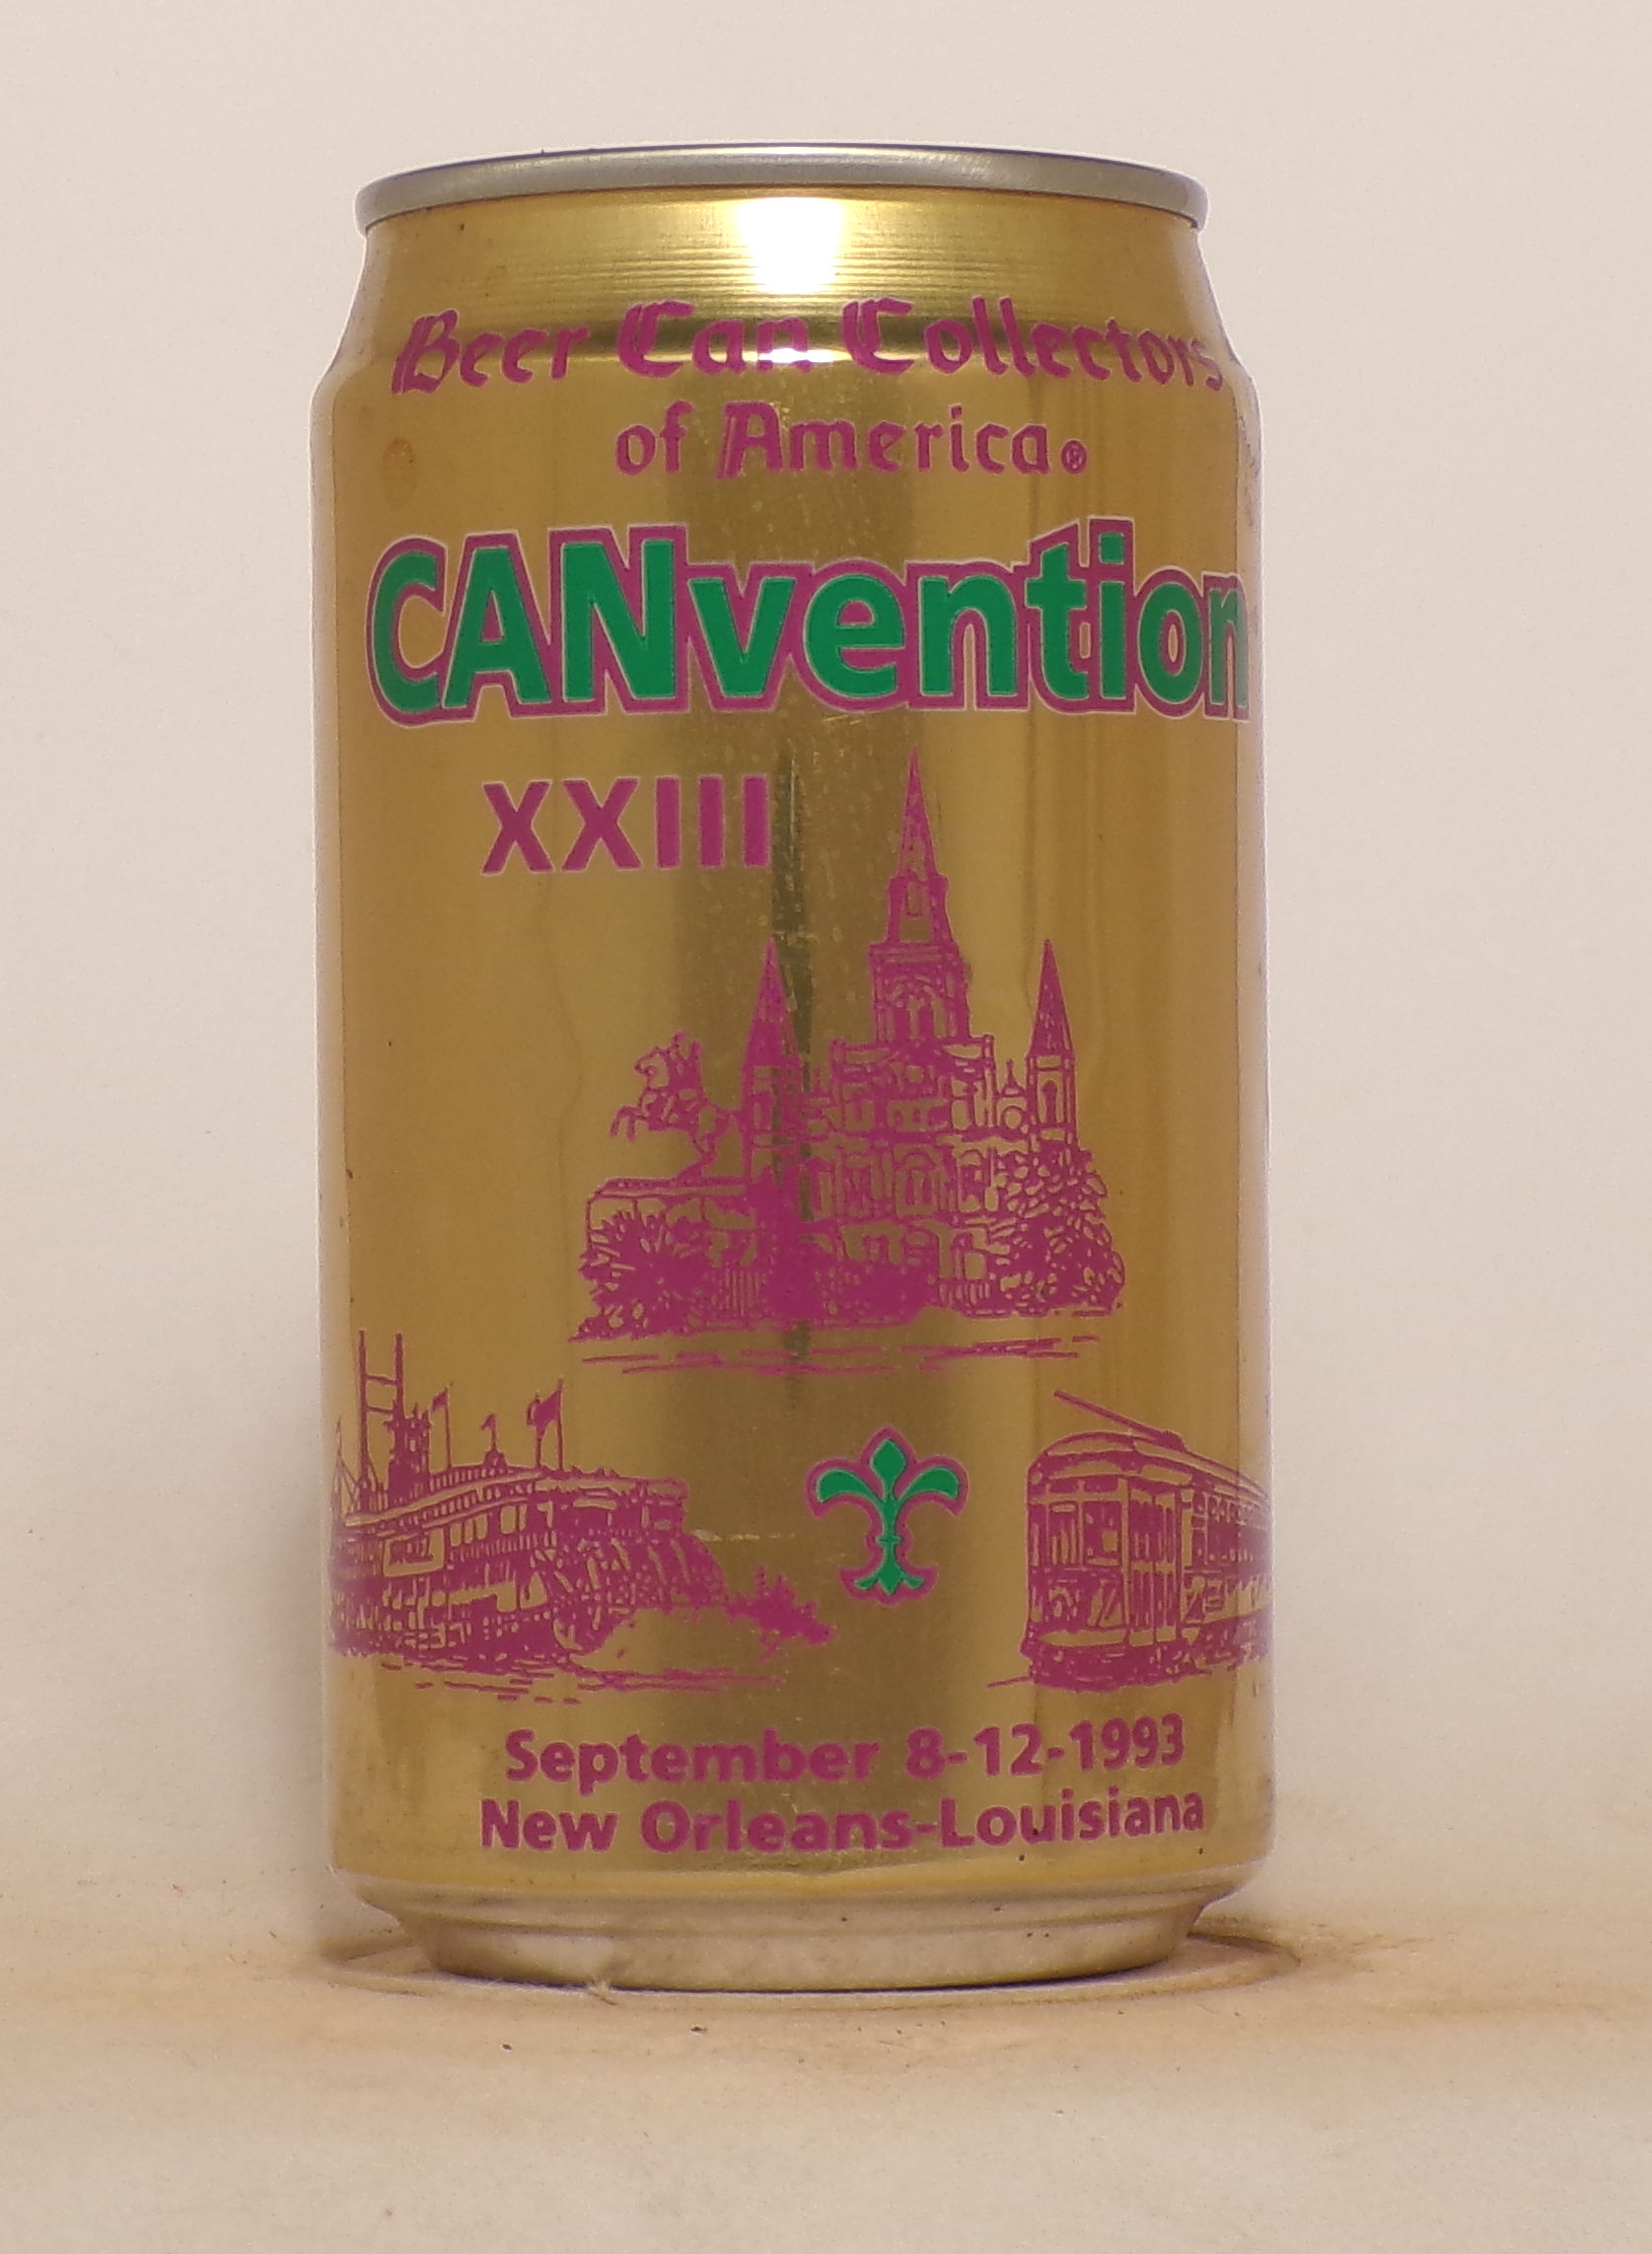 Beer Can Collectors
of America®
CANvention
XXIII
September 8-12-1993
New Orleans-Louisiana